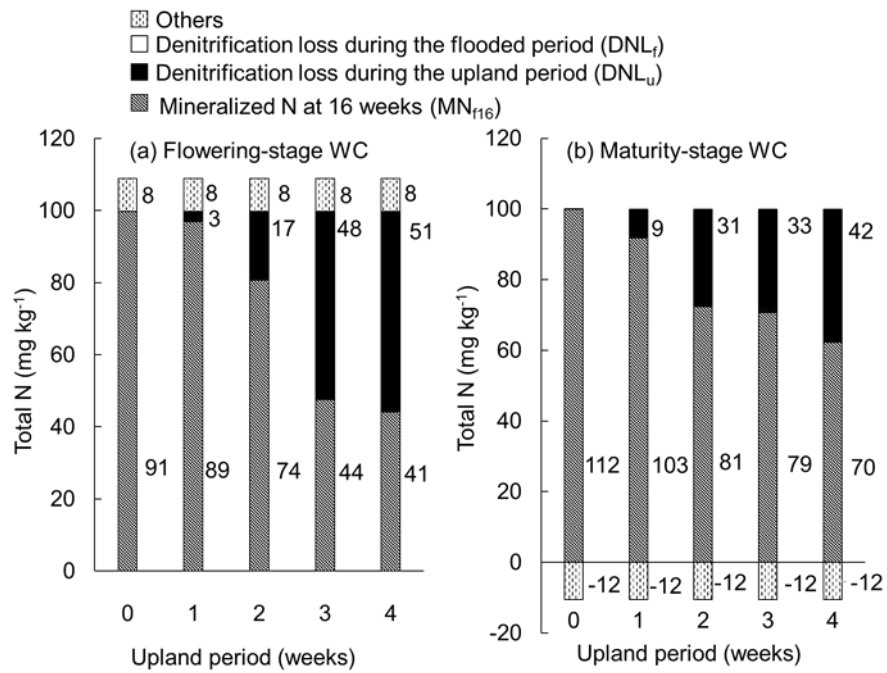 Others
Denitrification loss during the flooded period (DNLf)
Denitrification loss during the upland period (DNLu)
Mineralized N at 16 weeks (MNf16)
(a) Flowering-stage WC
120
100
80
60
40
20
0
Total N (mg kg-1)
8 8 8 8 8
3 17 48 51
91 89 74 44 41
0 1 2 3 4
Upland period (weeks)
(b) Maturity-stage WC
120
100
80
60
40
20
0
-20
Total N (mg kg-1)
9 31 33 42
112 103 81 79 70
-12 -12 -12 -12 -12
0 1 2 3 4
Upland period (weeks)